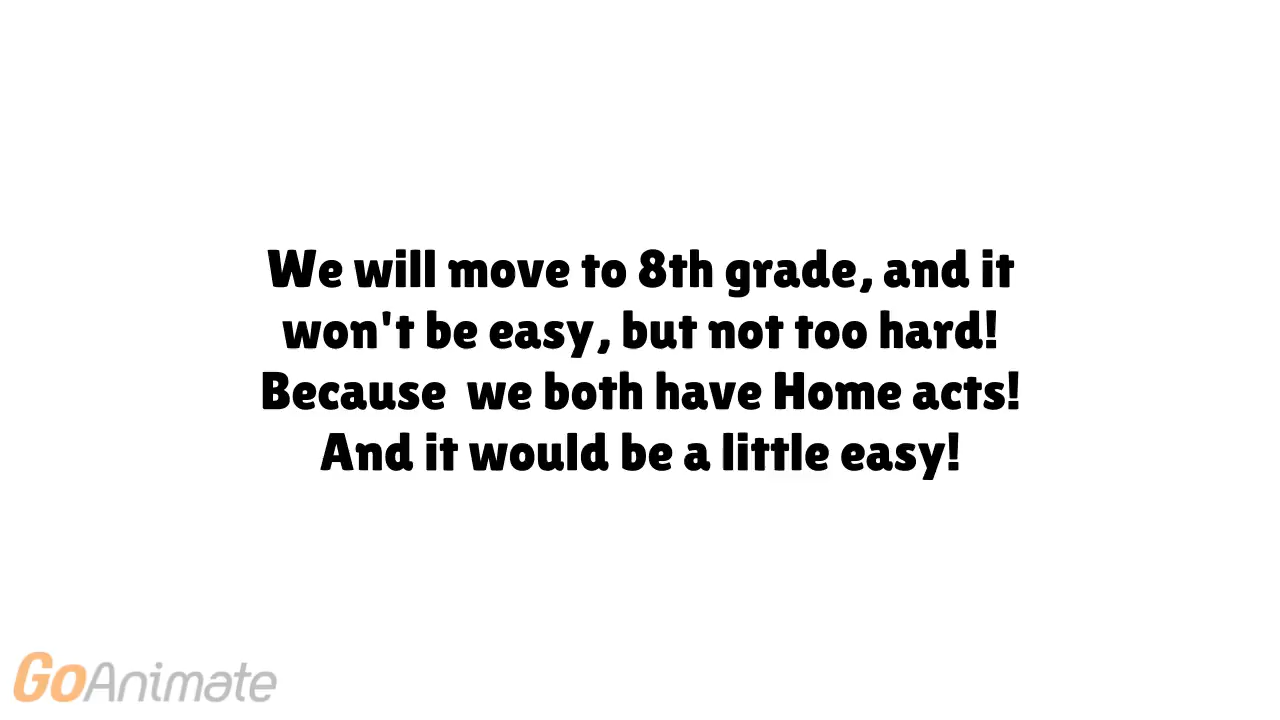 We will move to 8th grade, and it
won't be easy, but not too hard!
Because  we both have Home acts!
And it would be a little easy!
GoAnimate